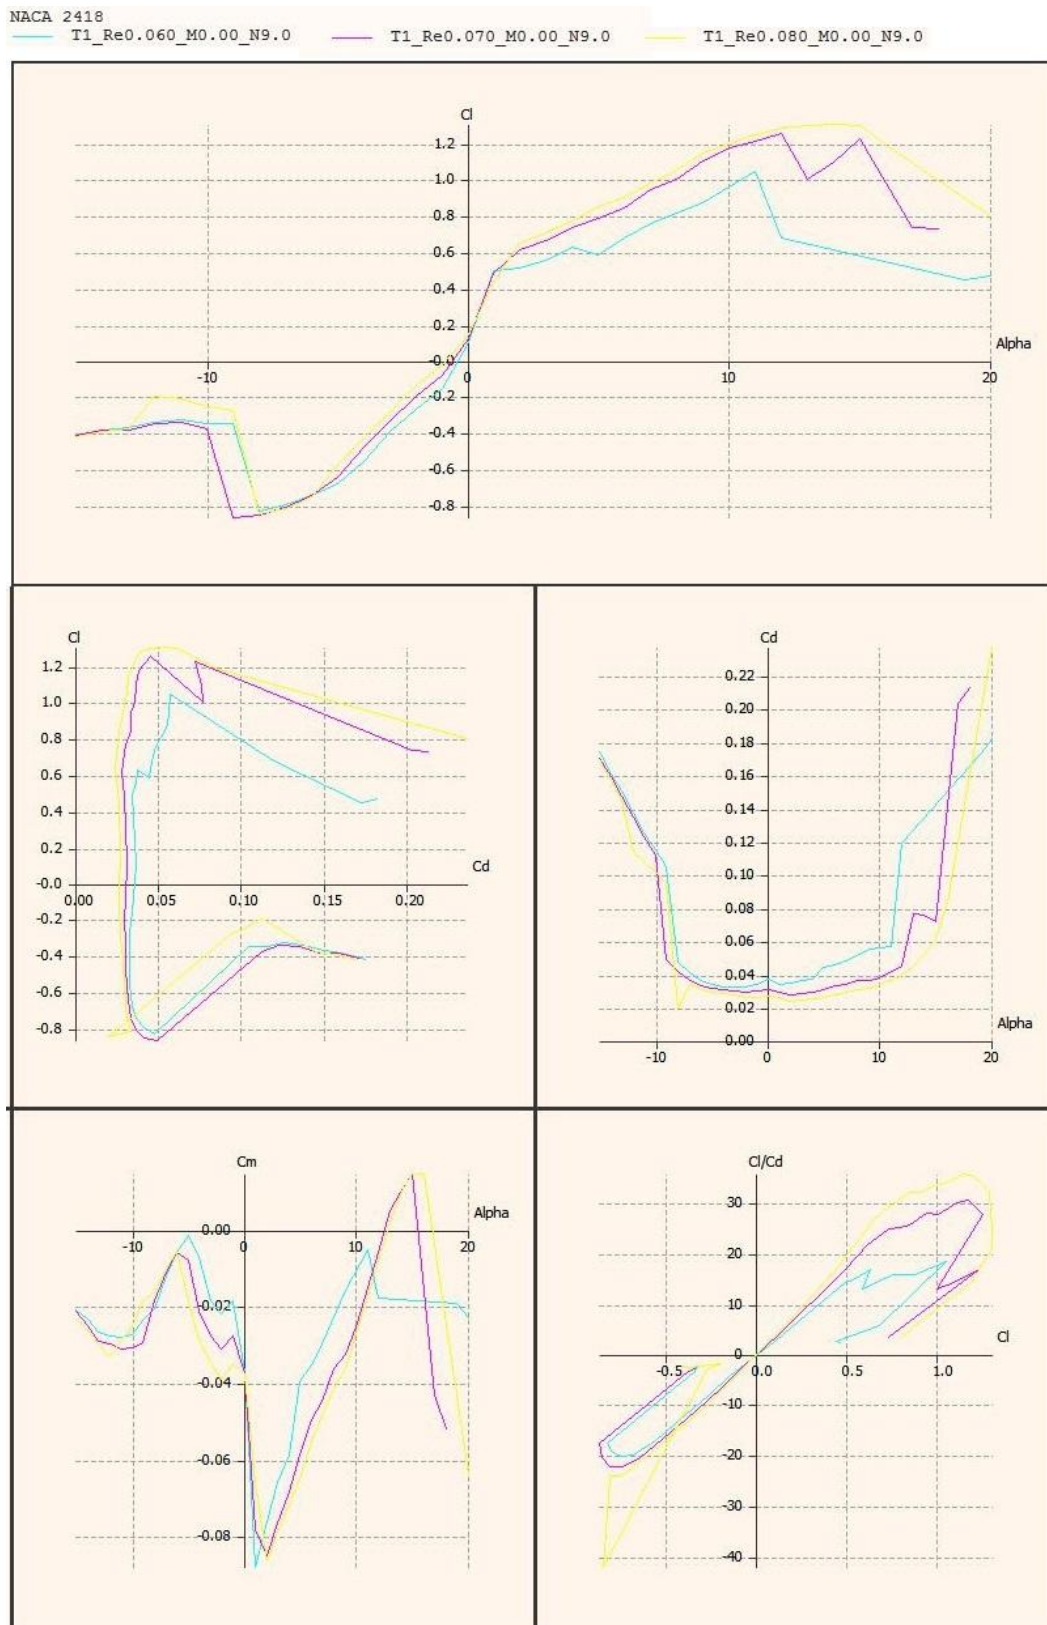 NACA 2418
T1_Re0.060_M0.00_N9.0 T1_Re0.070_M0.00_N9.0 T1_Re0.080_M0.00_N9.0
Cl
1.2
1.0
0.8
0.6
0.4
0.2
-0.0
Alpha
-10 0 10 20
-0.2
-0.4
-0.6
-0.8
Cl
1.2
1.0
0.8
0.6
0.4
0.2
-0.0
Cd
0.00 0.05 0.10 0.15 0.20
-0.2
-0.4
-0.6
-0.8
Cd
0.22
0.20
0.18
0.16
0.14
0.12
0.10
0.08
0.06
0.04
0.02
0.00
Alpha
-10 0 10 20
Cm
Alpha
0.00
-10 0 10 20
-0.02
-0.04
-0.06
-0.08
Cl/Cd
30
20
10
0
Cl
-0.5 0.0 0.5 1.0
-10
-20
-30
-40